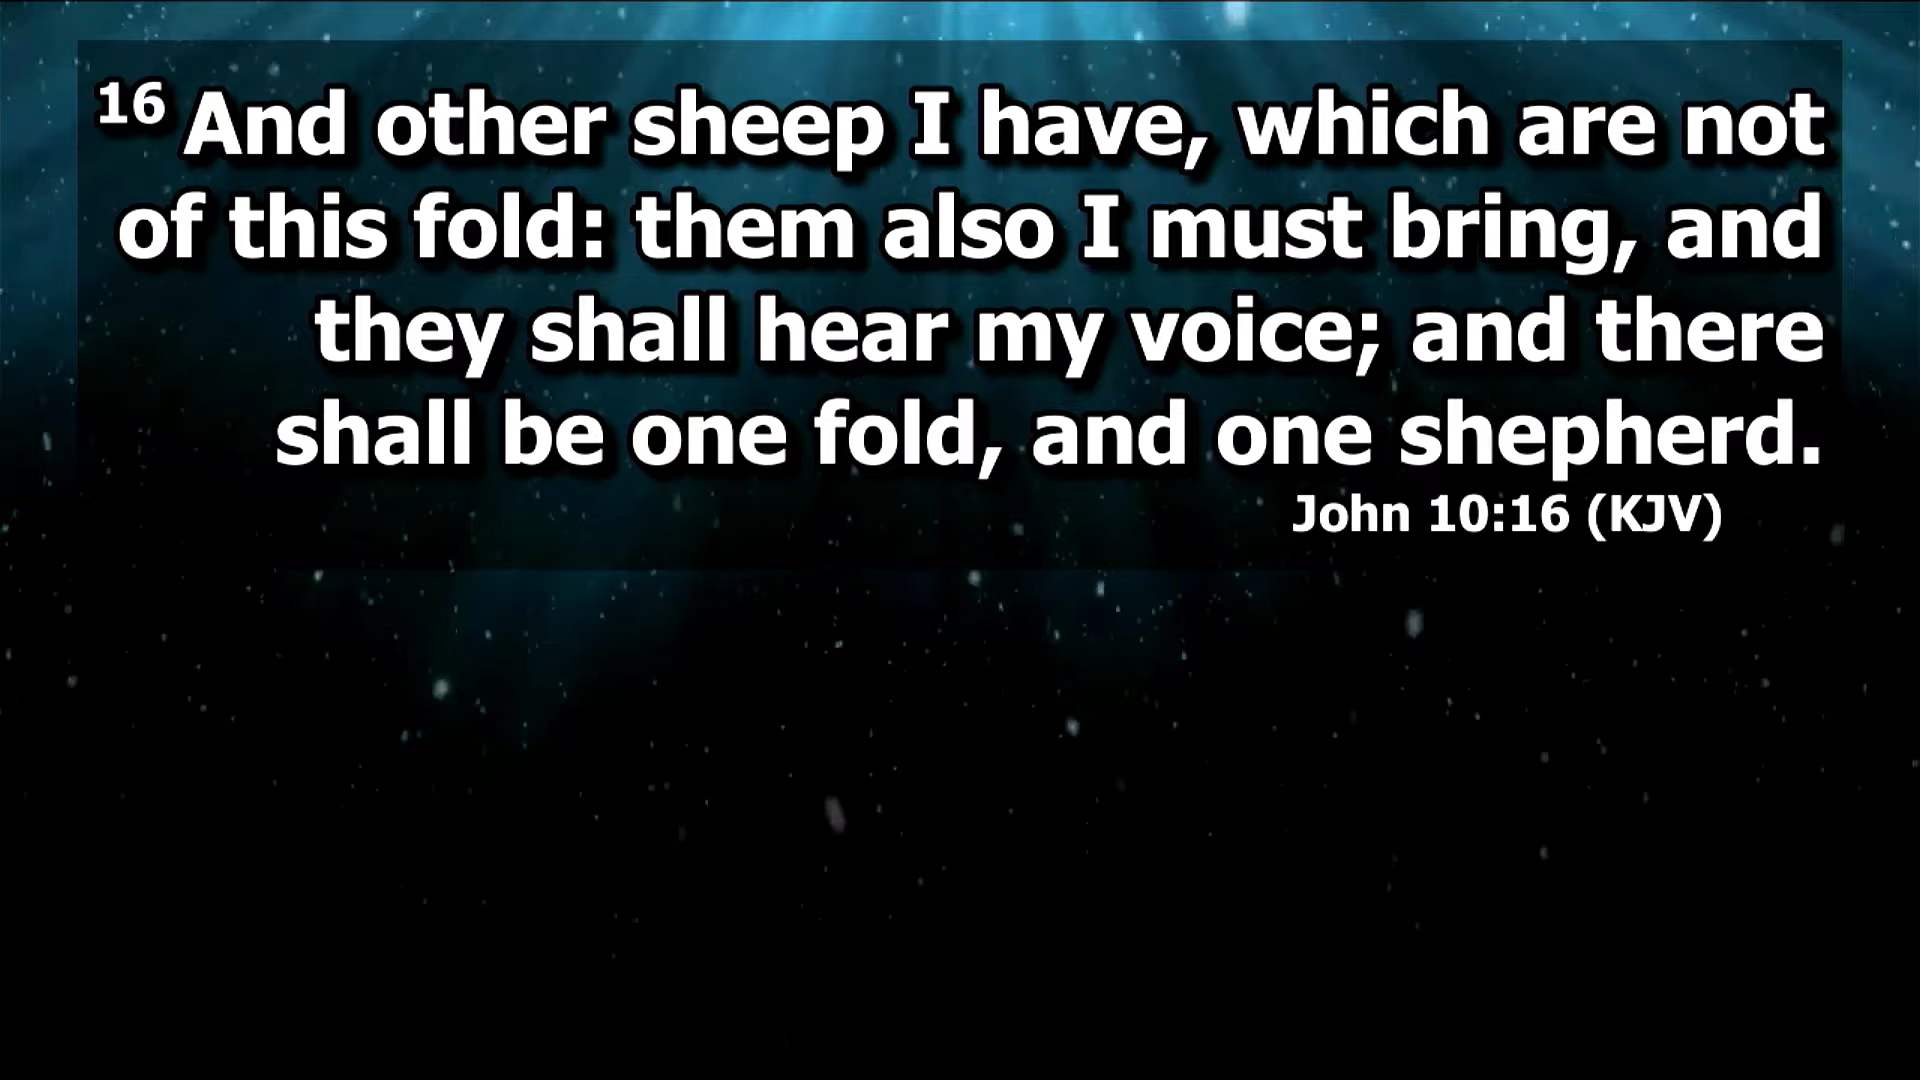 16 And other sheep I have, which are not
of this fold: them also I must bring, and
they shall hear my voice; and there
shall be one fold, and one shepherd.
John 10:16 (KJV)